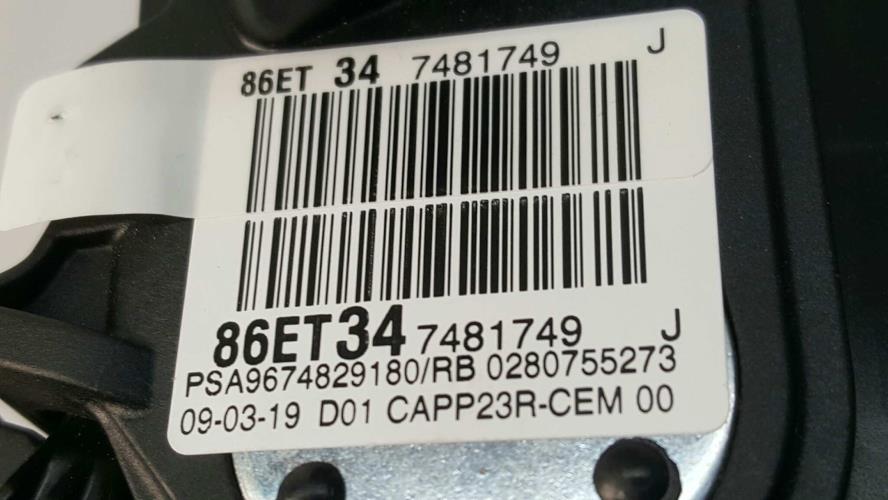 86ET 34 7481749 J
86ET34 7481749 J
PSA9674829180/RB 0280755273
09-03-19 D01 CAPP23R-CEM 00